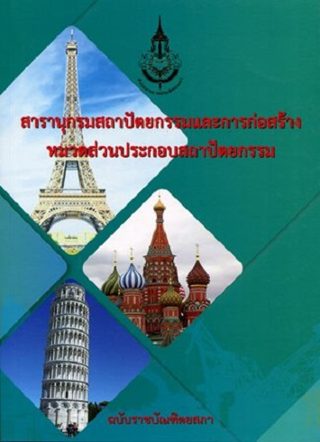 สารานุกรมสถาปัตยกรรมและการก่อสร้าง
หมวดส่วนประกอบสถาปัตยกรรม
ฉบับราชบัณฑิตยสภา